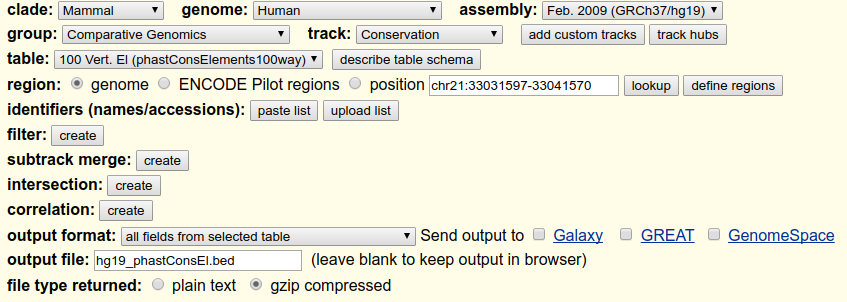 clade: Mammal genome: Human assembly: Feb. 2009 (GRCh37/hg19)
group: Comparative Genomics track: Conservation add custom tracks track hubs
table: 100 Vert. El (phastConsElements100way) describe table schema
region: genome ENCODE Pilot regions position chr21:33031597-33041570 lookup define regions
identifiers (names/accessions): paste list upload list
filter: create
subtrack merge: create
intersection: create
correlation: create
output format: all fields from selected table Send output to Galaxy GREAT GenomeSpace
output file: hg19_phastConsEl.bed (leave blank to keep output in browser)
file type returned: plain text gzip compressed